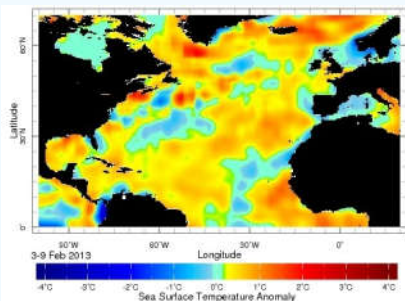 60°N
Latitude
30°N
0°
90°W 60°W 30°W 0°
3-9 Feb 2013 Longitude
-4°C -3°C -2°C -1°C 0°C 1°C 2°C 3°C 4°C
Sea Surface Temperature Anomaly